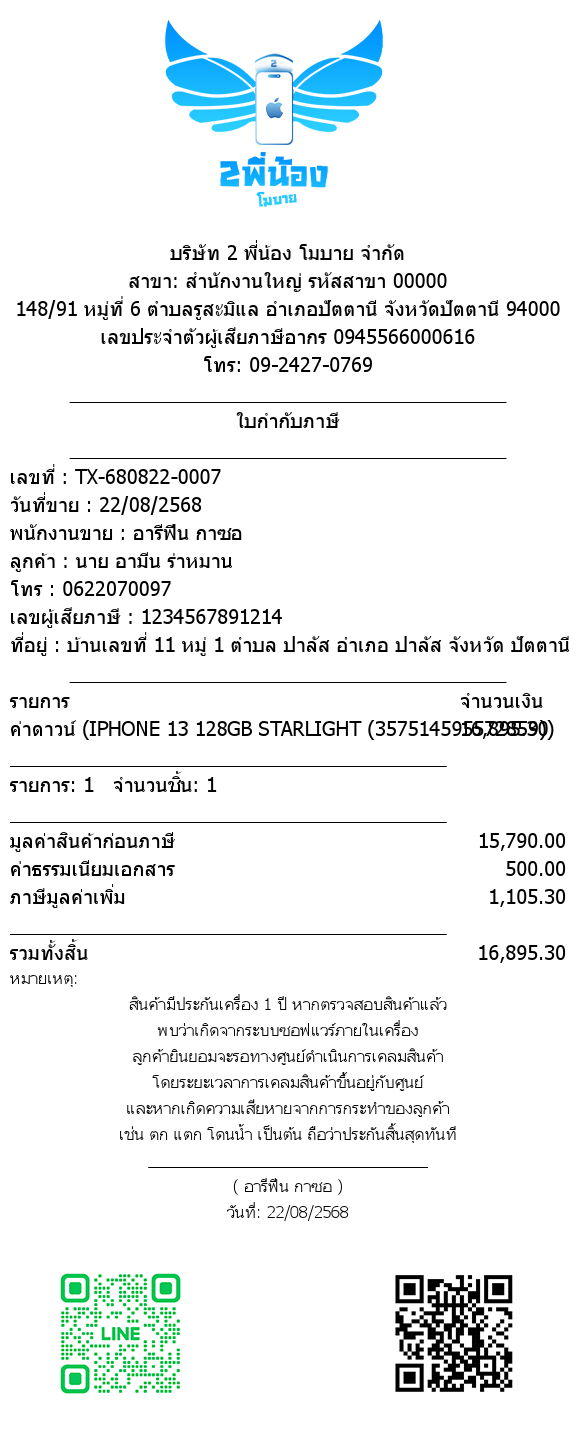 2
2พี่น้อง
โมบาย
บริษัท 2 พี่น้อง โมบาย จำกัด
สาขา: สำนักงานใหญ่ รหัสสาขา 00000
148/91 หมู่ที่ 6 ตำบลรูสะมิแล อำเภอปัตตานี จังหวัดปัตตานี 94000
เลขประจำตัวผู้เสียภาษีอากร 0945566000616
โทร: 09-2427-0769
ใบกำกับภาษี
เลขที่ : TX-680822-0007
วันที่ขาย : 22/08/2568
พนักงานขาย : อารีฟีน กาซอ
ลูกค้า : นาย อามีน ร่าหมาน
โทร : 0622070097
เลขผู้เสียภาษี : 1234567891214
ที่อยู่ : บ้านเลขที่ 11 หมู่ 1 ตำบล ปาลัส อำเภอ ปาลัส จังหวัด ปัตตานี
รายการ จำนวนเงิน
ค่าดาวน์ (IPHONE 13 128GB STARLIGHT
รายการ: 1 จำนวนชิ้น: 1
มูลค่าสินค้าก่อนภาษี 15,790.00
ค่าธรรมเนียมเอกสาร 500.00
ภาษีมูลค่าเพิ่ม 1,105.30
รวมทั้งสิ้น 16,895.30
หมายเหตุ:
สินค้ามีประกันเครื่อง 1 ปี หากตรวจสอบสินค้าแล้ว
พบว่าเกิดจากระบบซอฟแวร์ภายในเครื่อง
ลูกค้ายินยอมจะรอทางศูนย์ดำเนินการเคลมสินค้า
โดยระยะเวลาการเคลมสินค้าขึ้นอยู่กับศูนย์
และหากเกิดความเสียหายจากการกระทำของลูกค้า
เช่น ตก แตก โดนน้ำ เป็นต้น ถือว่าประกันสิ้นสุดทันที
( อารีฟีน กาซอ )
วันที่: 22/08/2568
LINE